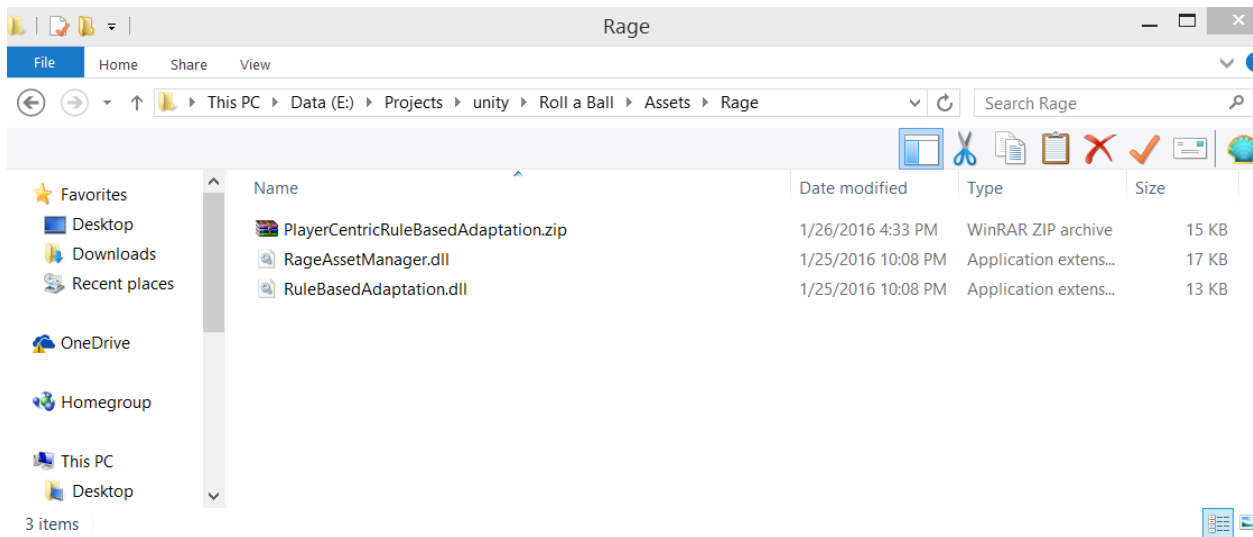 Rage
File Home Share View
This PC Data (E:) Projects unity Roll a Ball Assets Rage Search Rage
Name Date modified Type Size
Favorites
Desktop
Downloads
Recent places
OneDrive
Homegroup
This PC
Desktop
PlayerCentricRuleBasedAdaptation.zip 1/26/2016 4:33 PM WinRAR ZIP archive 15 KB
RageAssetManager.dll 1/25/2016 10:08 PM Application extens... 17 KB
RuleBasedAdaptation.dll 1/25/2016 10:08 PM Application extens... 13 KB
3 items